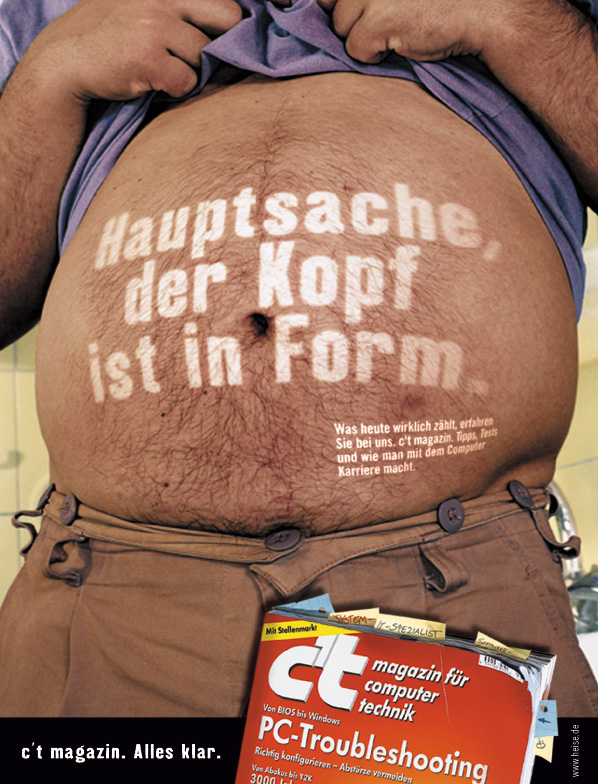 Hauptsache,
der Kopf
ist in Form.
Was heute wirklich zählt, erfahren
Sie bei uns. c't magazin. Tipps, Tests
und wie man mit dem Computer
Karriere macht.
SYSTEM
IT-SPEZIALIST
Mit Stellenmarkt
c't
magazin für
computer
technik
Von BIOS bis Windows
PC-Troubleshooting
Richtig konfigurieren – Abstürze vermeiden
Von Abakus bis Y2K
3000 Jahre
c't magazin. Alles klar.
www.heise.de